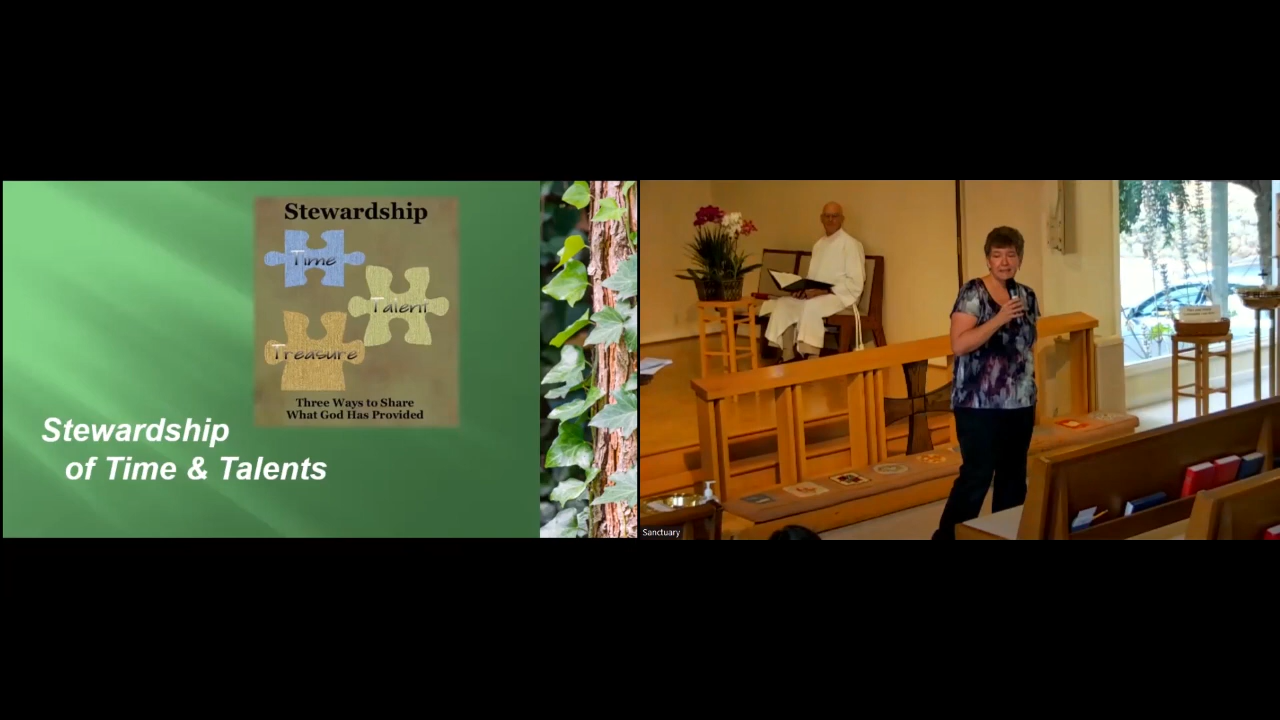 Stewardship
Time
Talent
Treasure
Three Ways to Share
What God Has Provided
Stewardship
of Time & Talents
Sanctuary